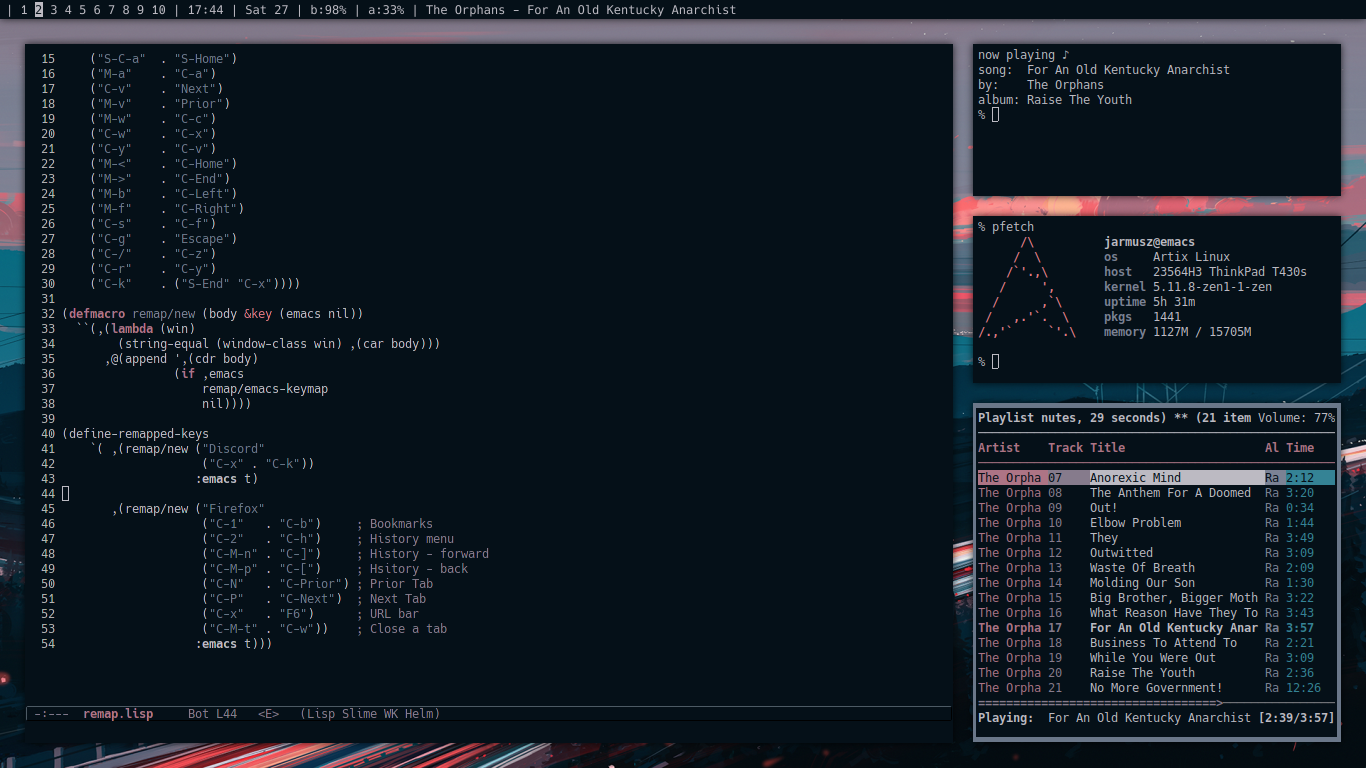 | 1 2 3 4 5 6 7 8 9 10 | 17:44 | Sat 27 | b:98% | a:33% | The Orphans - For An Old Kentucky Anarchist
15 ("S-C-a" . "S-Home")
16 ("M-a" . "C-a")
17 ("C-v" . "Next")
18 ("M-v" . "Prior")
19 ("M-w" . "C-c")
20 ("C-w" . "C-x")
21 ("C-y" . "C-v")
22 ("M-<" . "C-Home")
23 ("M->" . "C-End")
24 ("M-b" . "C-Left")
25 ("M-f" . "C-Right")
26 ("C-s" . "C-f")
27 ("C-g" . "Escape")
28 ("C-/" . "C-z")
29 ("C-r" . "C-y")
30 ("C-k" . ("S-End" "C-x"))))
31
32 (defmacro remap/new (body &key (emacs nil))
33 ``(,(lambda (win)
34 (string-equal (window-class win) ,(car body)))
35 ,@(append ',(cdr body)
36 (if ,emacs
37 remap/emacs-keymap
38 nil))))
39
40 (define-remapped-keys
41 `( ,(remap/new ("Discord"
42 ("C-x" . "C-k"))
43 :emacs t)
44
45 ,(remap/new ("Firefox"
46 ("C-1" . "C-b") ; Bookmarks
47 ("C-2" . "C-h") ; History menu
48 ("C-M-n" . "C-]") ; History - forward
49 ("C-M-p" . "C-[") ; Hsitory - back
50 ("C-N" . "C-Prior") ; Prior Tab
51 ("C-P" . "C-Next") ; Next Tab
52 ("C-x" . "F6") ; URL bar
53 ("C-M-t" . "C-w")) ; Close a tab
54 :emacs t)))
-:--- remap.lisp Bot L44 <E> (Lisp Slime WK Helm)
now playing ♪
song: For An Old Kentucky Anarchist
by: The Orphans
album: Raise The Youth
%
% pfetch
jarmusz@emacs
os Artix Linux
host 23564H3 ThinkPad T430s
kernel 5.11.8-zen1-1-zen
uptime 5h 31m
pkgs 1441
memory 1127M / 15705M
%
Playlist nutes, 29 seconds) ** (21 item Volume: 77%
Artist Track Title Al Time
The Orpha 07 Anorexic Mind Ra 2:12
The Orpha 08 The Anthem For A Doomed Ra 3:20
The Orpha 09 Out! Ra 0:34
The Orpha 10 Elbow Problem Ra 1:44
The Orpha 11 They Ra 3:49
The Orpha 12 Outwitted Ra 3:09
The Orpha 13 Waste Of Breath Ra 2:09
The Orpha 14 Molding Our Son Ra 1:30
The Orpha 15 Big Brother, Bigger Moth Ra 3:22
The Orpha 16 What Reason Have They To Ra 3:43
The Orpha 17 For An Old Kentucky Anar Ra 3:57
The Orpha 18 Business To Attend To Ra 2:21
The Orpha 19 While You Were Out Ra 3:09
The Orpha 20 Raise The Youth Ra 2:36
The Orpha 21 No More Government! Ra 12:26
Playing: For An Old Kentucky Anarchist [2:39/3:57]